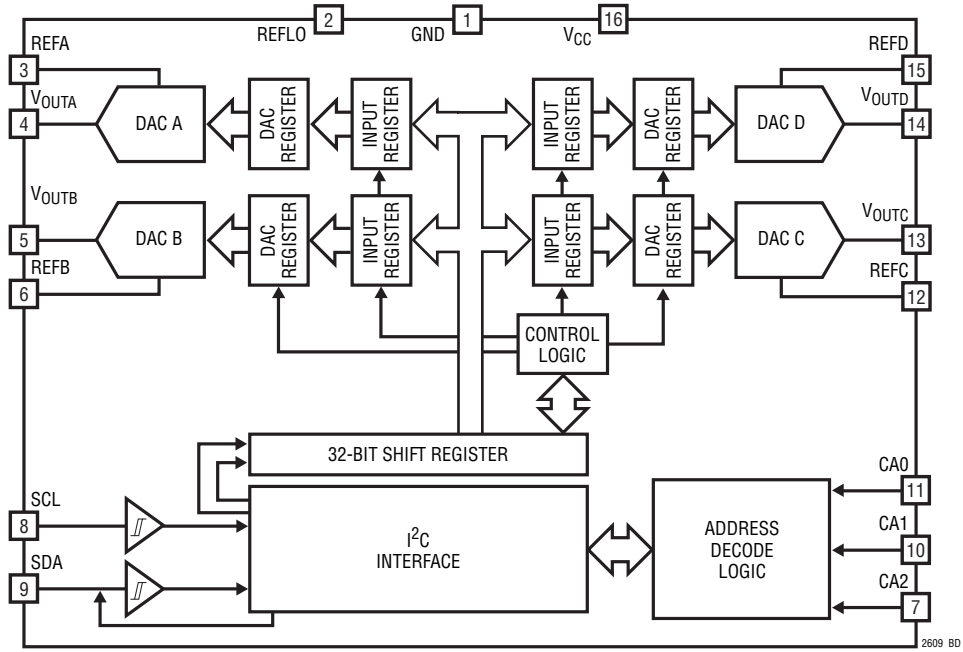 2
1
16
REFLO
GND
VCC
REFA
REFD
3
15
VOUTA
VOUTD
4
DAC A
DAC REGISTER
INPUT REGISTER
INPUT REGISTER
DAC REGISTER
DAC D
14
VOUTB
VOUTC
5
DAC B
DAC REGISTER
INPUT REGISTER
INPUT REGISTER
DAC REGISTER
DAC C
13
REFB
REFC
6
12
CONTROL
LOGIC
32-BIT SHIFT REGISTER
CA0
11
SCL
8
CA1
10
I2C
INTERFACE
ADDRESS
DECODE
LOGIC
SDA
9
CA2
7
2609 BD